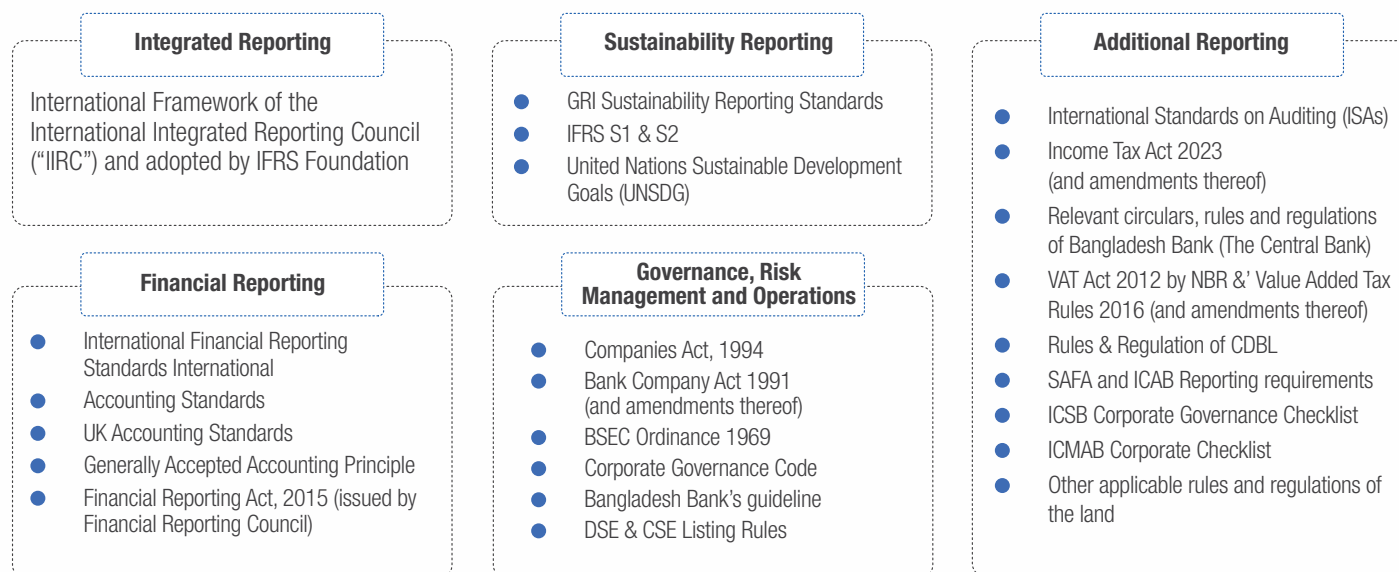 Integrated Reporting
International Framework of the
International Integrated Reporting Council
(“IIRC”) and adopted by IFRS Foundation
Sustainability Reporting
GRI Sustainability Reporting Standards
IFRS S1 & S2
United Nations Sustainable Development
Goals (UNSDG)
Additional Reporting
International Standards on Auditing (ISAs)
Income Tax Act 2023
(and amendments thereof)
Relevant circulars, rules and regulations
of Bangladesh Bank (The Central Bank)
VAT Act 2012 by NBR &’ Value Added Tax
Rules 2016 (and amendments thereof)
Rules & Regulation of CDBL
SAFA and ICAB Reporting requirements
ICSB Corporate Governance Checklist
ICMAB Corporate Checklist
Other applicable rules and regulations of
the land
Financial Reporting
International Financial Reporting
Standards International
Accounting Standards
UK Accounting Standards
Generally Accepted Accounting Principle
Financial Reporting Act, 2015 (issued by
Financial Reporting Council)
Governance, Risk
Management and Operations
Companies Act, 1994
Bank Company Act 1991
(and amendments thereof)
BSEC Ordinance 1969
Corporate Governance Code
Bangladesh Bank’s guideline
DSE & CSE Listing Rules